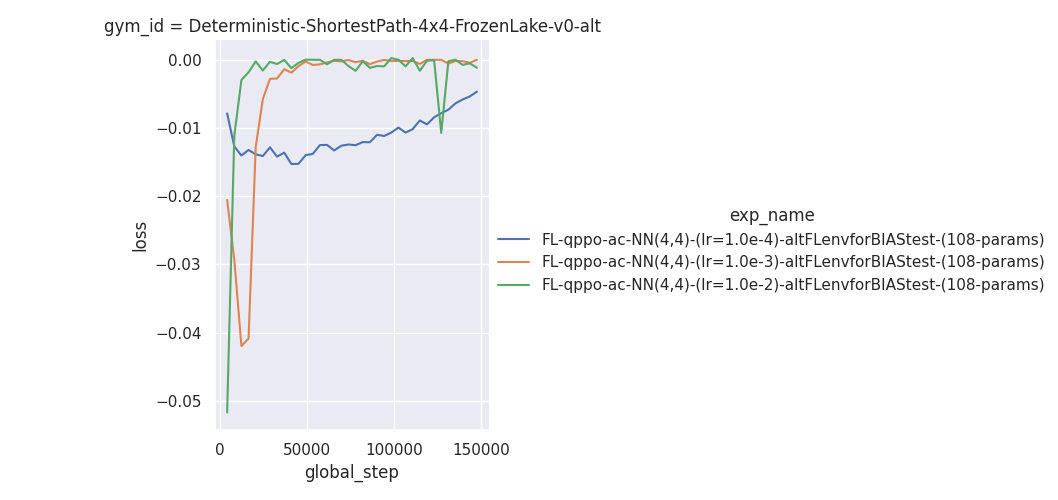 gym_id = Deterministic-ShortestPath-4x4-FrozenLake-v0-alt
0.00
−0.01
−0.02
−0.03
−0.04
−0.05
loss
0
50000
100000
150000
global_step
exp_name
FL-qppo-ac-NN(4,4)-(lr=1.0e-4)-altFLenvforBIAStest-(108-params)
FL-qppo-ac-NN(4,4)-(lr=1.0e-3)-altFLenvforBIAStest-(108-params)
FL-qppo-ac-NN(4,4)-(lr=1.0e-2)-altFLenvforBIAStest-(108-params)